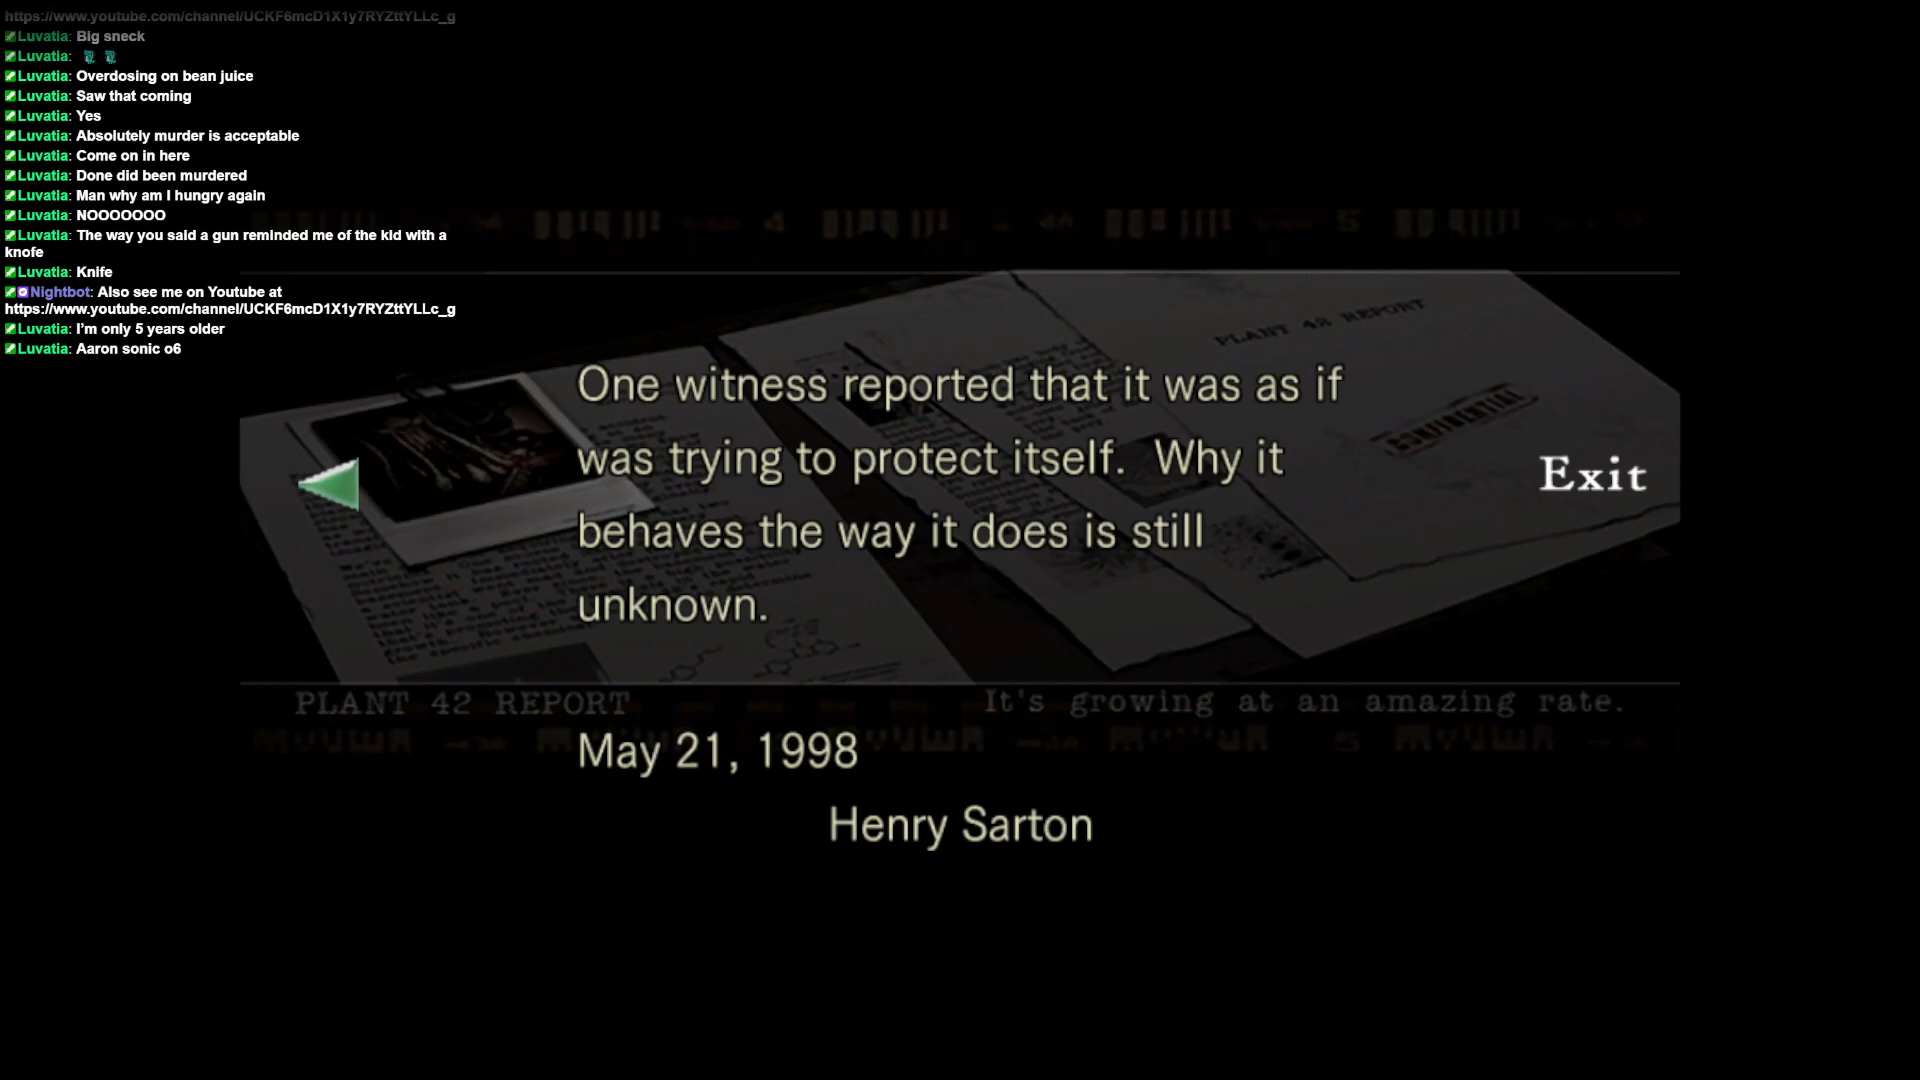 https://www.youtube.com/channel/UCKF6mcD1X1y7RYZttYLLc_g
Luvatia: Big sneck
Luvatia:
Luvatia: Overdosing on bean juice
Luvatia: Saw that coming
Luvatia: Yes
Luvatia: Absolutely murder is acceptable
Luvatia: Come on in here
Luvatia: Done did been murdered
Luvatia: Man why am I hungry again
Luvatia: NOOOOOOO
Luvatia: The way you said a gun reminded me of the kid with a
knofe
Luvatia: Knife
Nightbot: Also see me on Youtube at
https://www.youtube.com/channel/UCKF6mcD1X1y7RYZttYLLc_g
Luvatia: I'm only 5 years older
Luvatia: Aaron sonic o6
PLANT 42 REPORT
CONFIDENTIAL
One witness reported that it was as if
was trying to protect itself. Why it
behaves the way it does is still
unknown.
Exit
PLANT 42 REPORT
It's growing at an amazing rate.
May 21, 1998
Henry Sarton